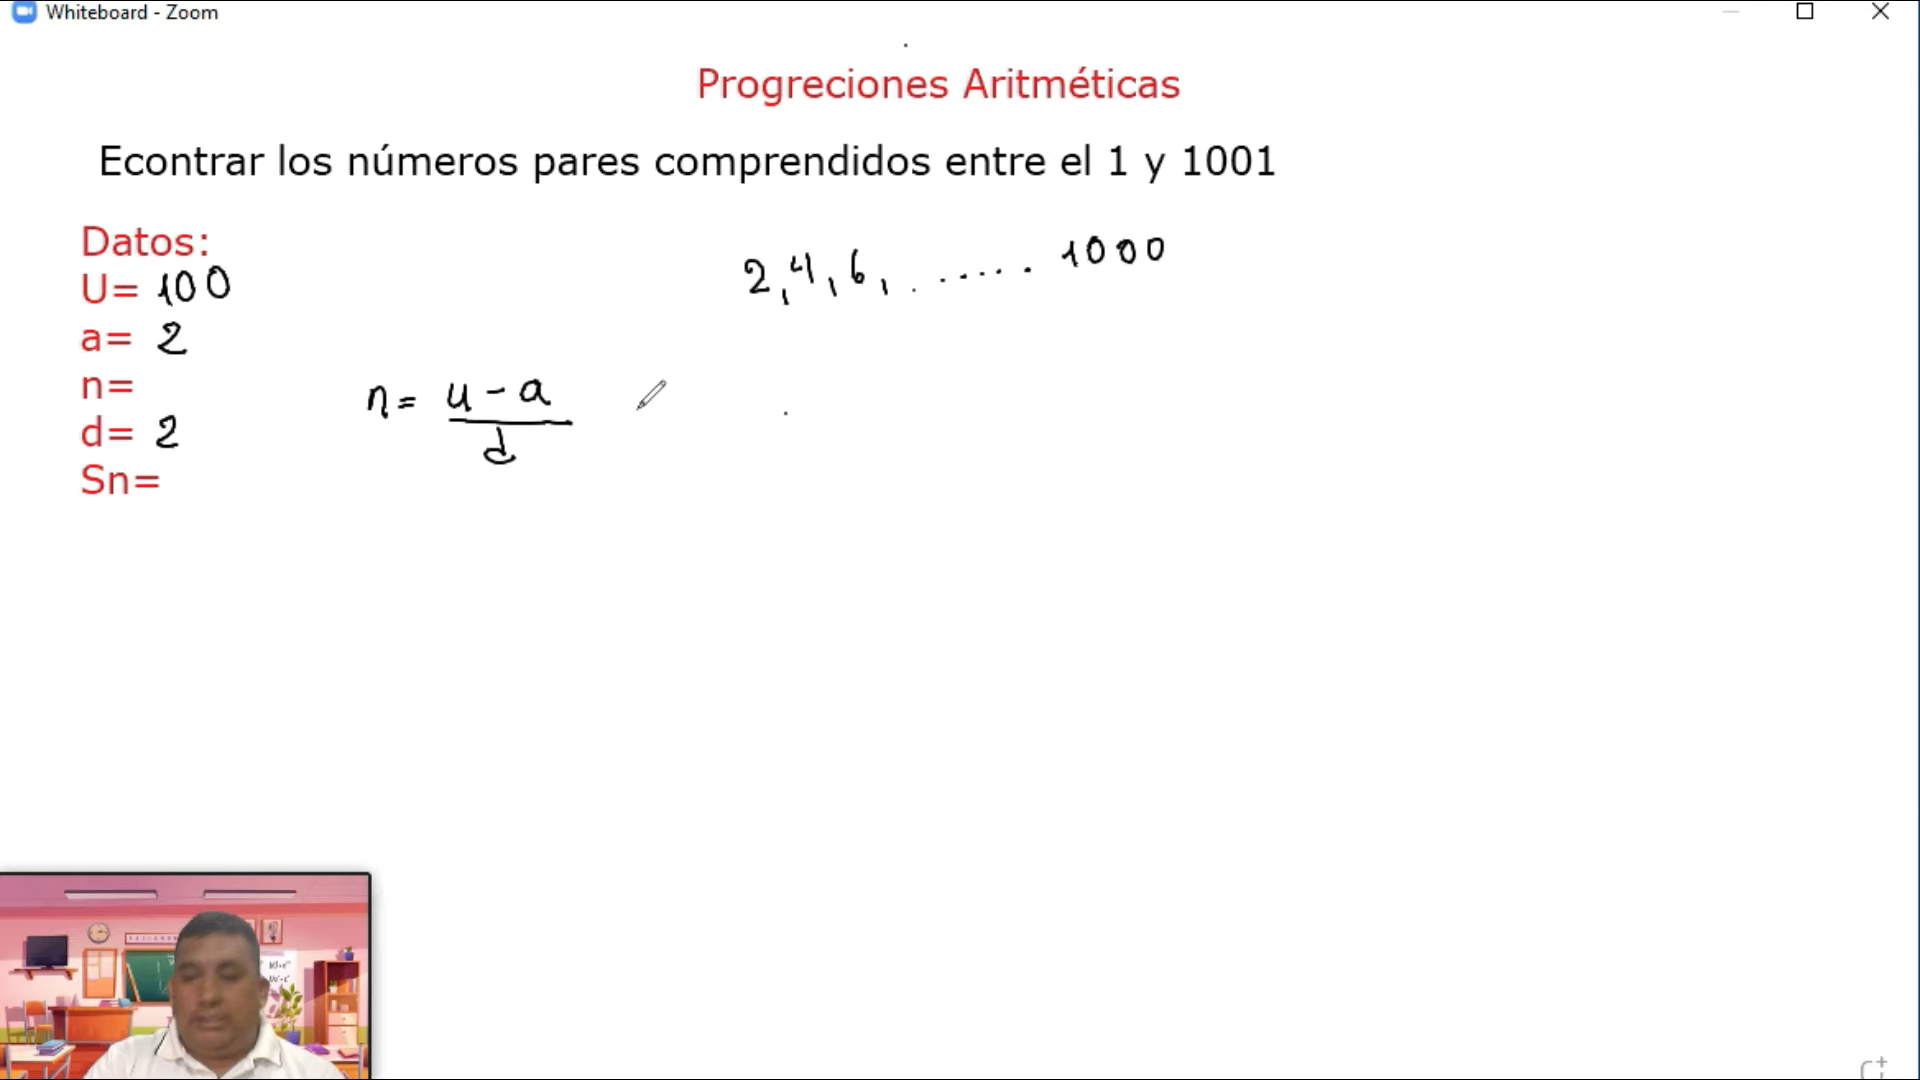 Whiteboard - Zoom
Progreciones Aritméticas
Econtrar los números pares comprendidos entre el 1 y 1001
Datos:
U= 100
2,4,6, ...... 1000
a= 2
n=
n= u-a
d
d= 2
Sn=